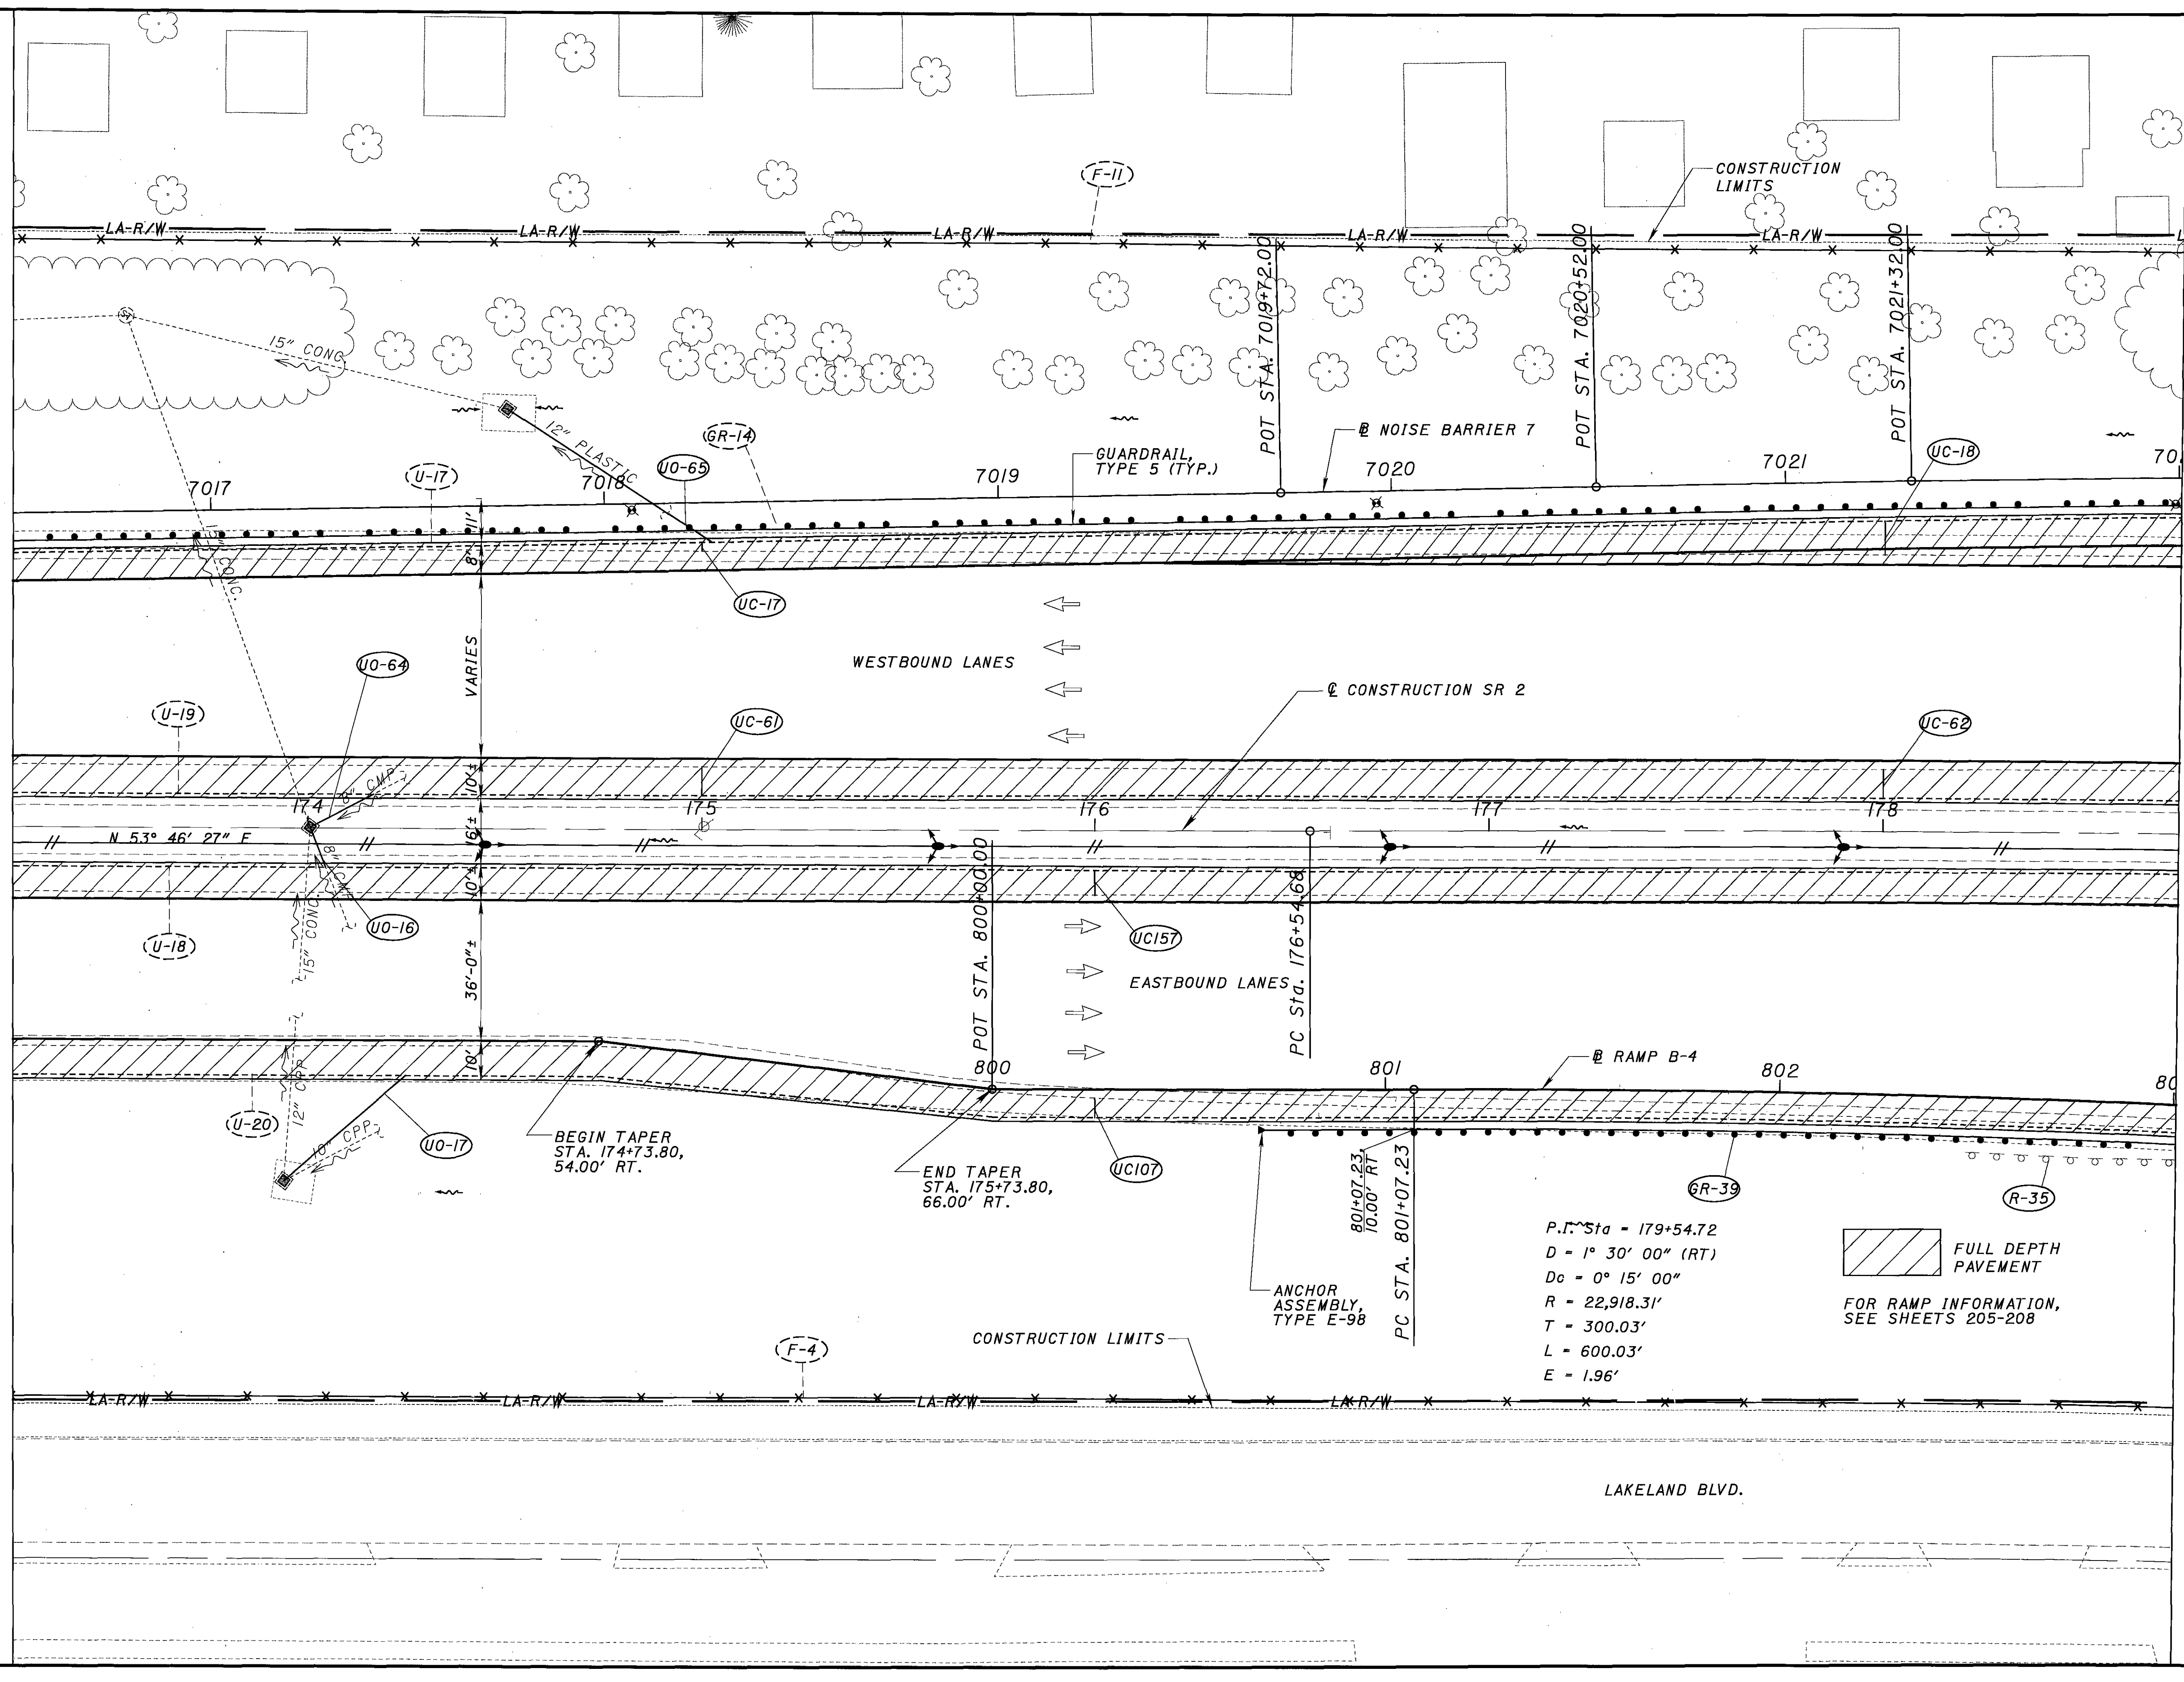 F-11
CONSTRUCTION
LIMITS
LA-R/W
LA-R/W
LA-R/W
LA-R/W
LA-R/W
POT STA. 7019+72.00
POT STA. 7020+52.00
POT STA. 7021+32.00
ST
15" CONC.
12" PLASTIC
GR-14
UO-65
U-17
GUARDRAIL,
TYPE 5 (TYP.)
℄ NOISE BARRIER 7
UC-18
7017
7018
7019
7020
7021
70
11'
8'
15" CONC.
UC-17
VARIES
WESTBOUND LANES
UO-64
℄ CONSTRUCTION SR 2
U-19
UC-61
UC-62
10'±
8" CMP
174
175
176
177
178
N 53° 46' 27" E
16'±
8" CMP
10'±
UO-16
U-18
15" CONC.
36'-0"±
POT STA. 800+00.00
UC157
EASTBOUND LANES
PC Sta. 176+54.68
10'
12" CPP
800
801
802
80
℄ RAMP B-4
U-20
10" CPP
UO-17
BEGIN TAPER
STA. 174+73.80,
54.00' RT.
END TAPER
STA. 175+73.80,
66.00' RT.
UC107
801+07.23,
10.00' RT
PC STA. 801+07.23
GR-39
R-35
ANCHOR
ASSEMBLY,
TYPE E-98
P.I. Sta = 179+54.72
D = 1° 30' 00" (RT)
Dc = 0° 15' 00"
R = 22,918.31'
T = 300.03'
L = 600.03'
E = 1.96'
FULL DEPTH
PAVEMENT
FOR RAMP INFORMATION,
SEE SHEETS 205-208
CONSTRUCTION LIMITS
F-4
LA-R/W
LA-R/W
LA-R/W
LA-R/W
LAKELAND BLVD.